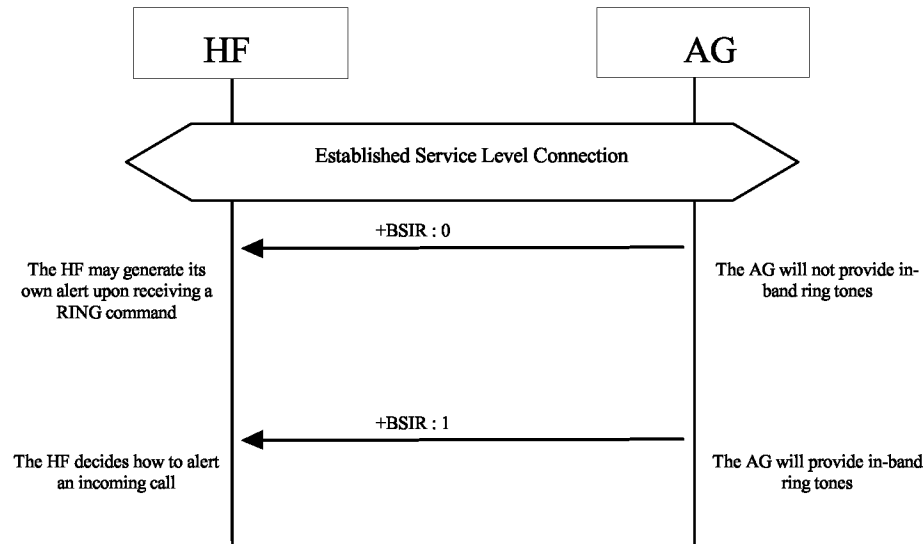 HF
AG
Established Service Level Connection
+BSIR : 0
The HF may generate its
own alert upon receiving a
RING command
The AG will not provide in-
band ring tones
+BSIR : 1
The HF decides how to alert
an incoming call
The AG will provide in-band
ring tones